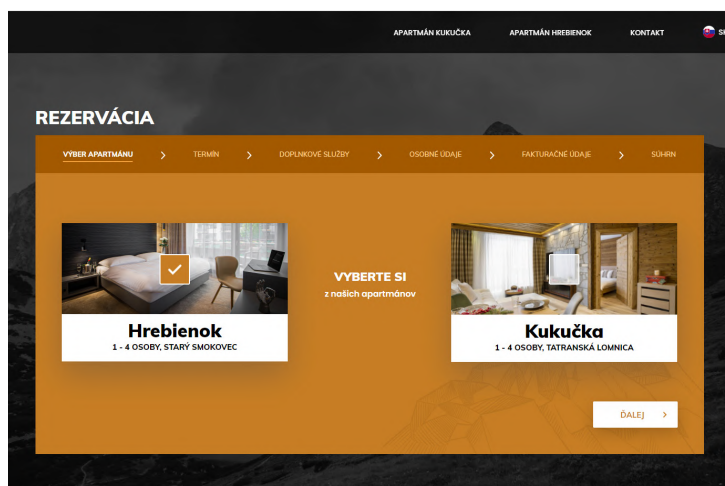 APARTMÁN KUKUČKA APARTMÁN HREBIENOK KONTAKT
REZERVÁCIA
VÝBER APARTMÁNU TERMÍN DOPLNKOVÉ SLUŽBY OSOBNÉ ÚDAJE FAKTURAČNÉ ÚDAJE SÚHRN
VYBERTE SI
z našich apartmánov
Hrebienok
1 - 4 OSOBY, STARÝ SMOKOVEC
Kukučka
1 - 4 OSOBY, TATRANSKÁ LOMNICA
ĎALEJ